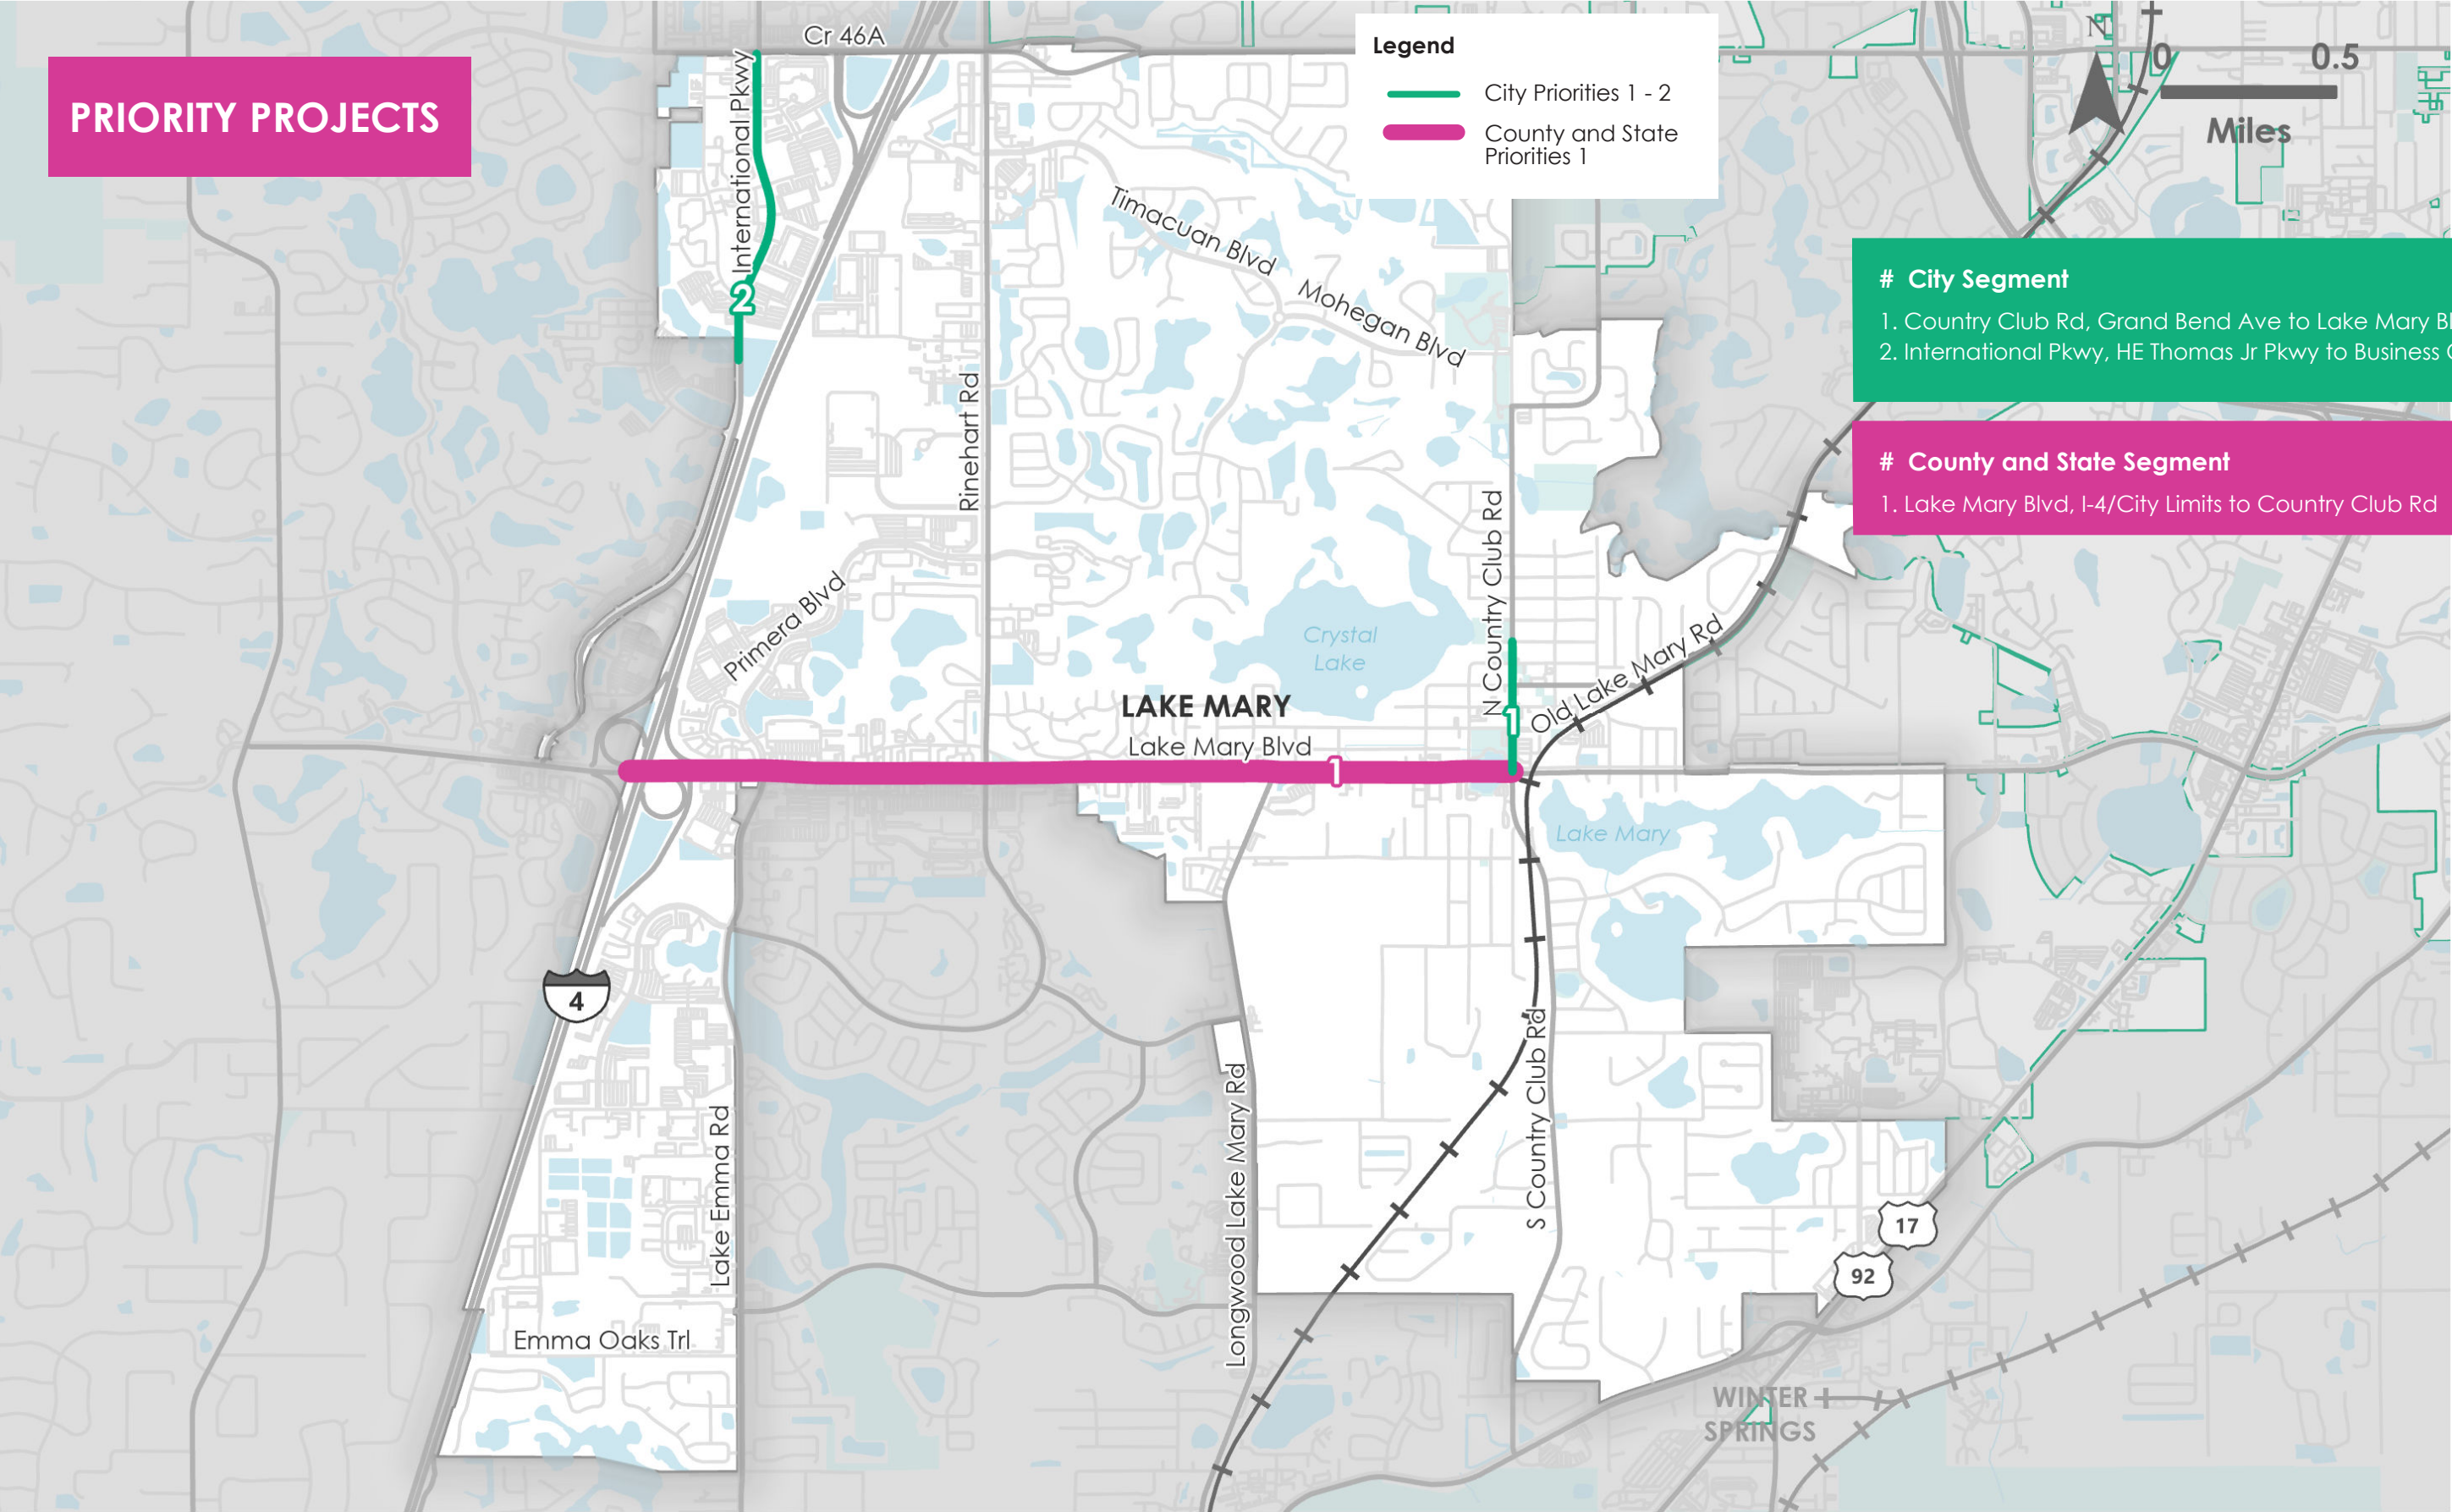 PRIORITY PROJECTS
Cr 46A
Legend
City Priorities 1 - 2
County and State
Priorities 1
N
0 0.5
Miles
International Pkwy
2
Timacuan Blvd
Mohegan Blvd
# City Segment
1. Country Club Rd, Grand Bend Ave to Lake Mary Bl
2. International Pkwy, HE Thomas Jr Pkwy to Business
# County and State Segment
1. Lake Mary Blvd, I-4/City Limits to Country Club Rd
Rinehart Rd
N Country Club Rd
Primera Blvd
Crystal
Lake
Old Lake Mary Rd
1
LAKE MARY
Lake Mary Blvd
1
Lake Mary
4
S Country Club Rd
Longwood Lake Mary Rd
Lake Emma Rd
17
92
Emma Oaks Trl
WINTER
SPRINGS